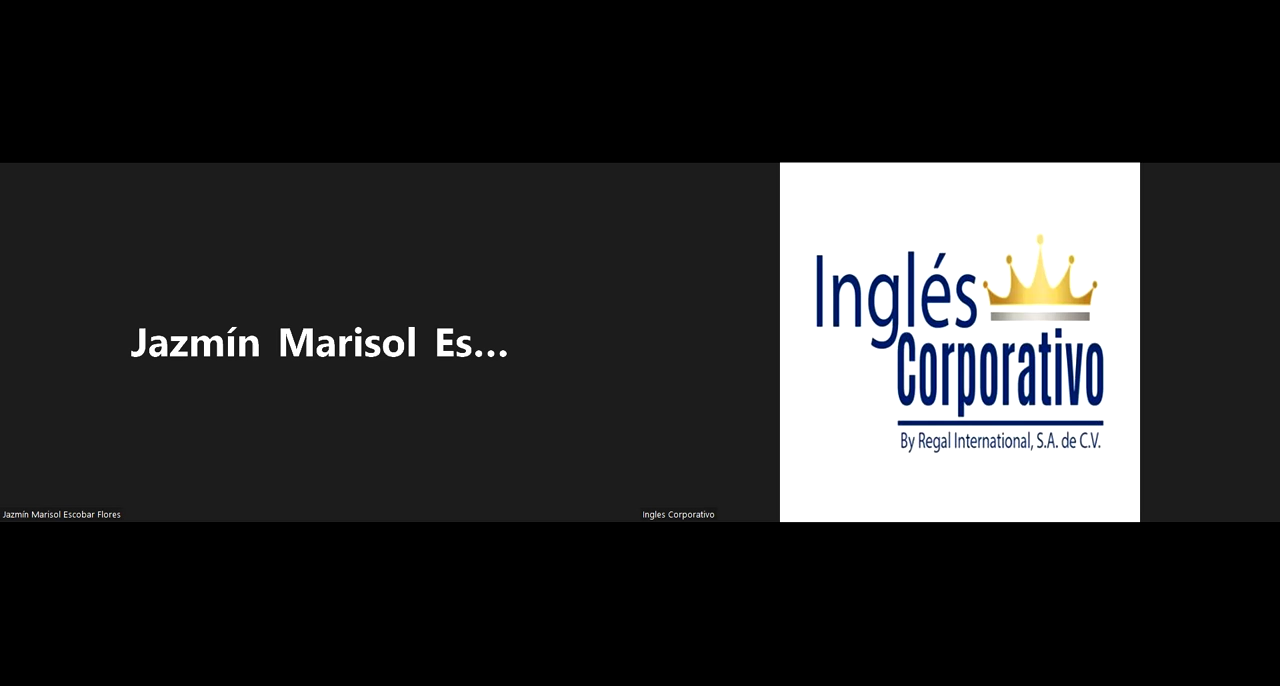 Jazmín Marisol Es...
Jazmín Marisol Escobar Flores
Inglés
Corporativo
By Regal International, S.A. de C.V.
Ingles Corporativo